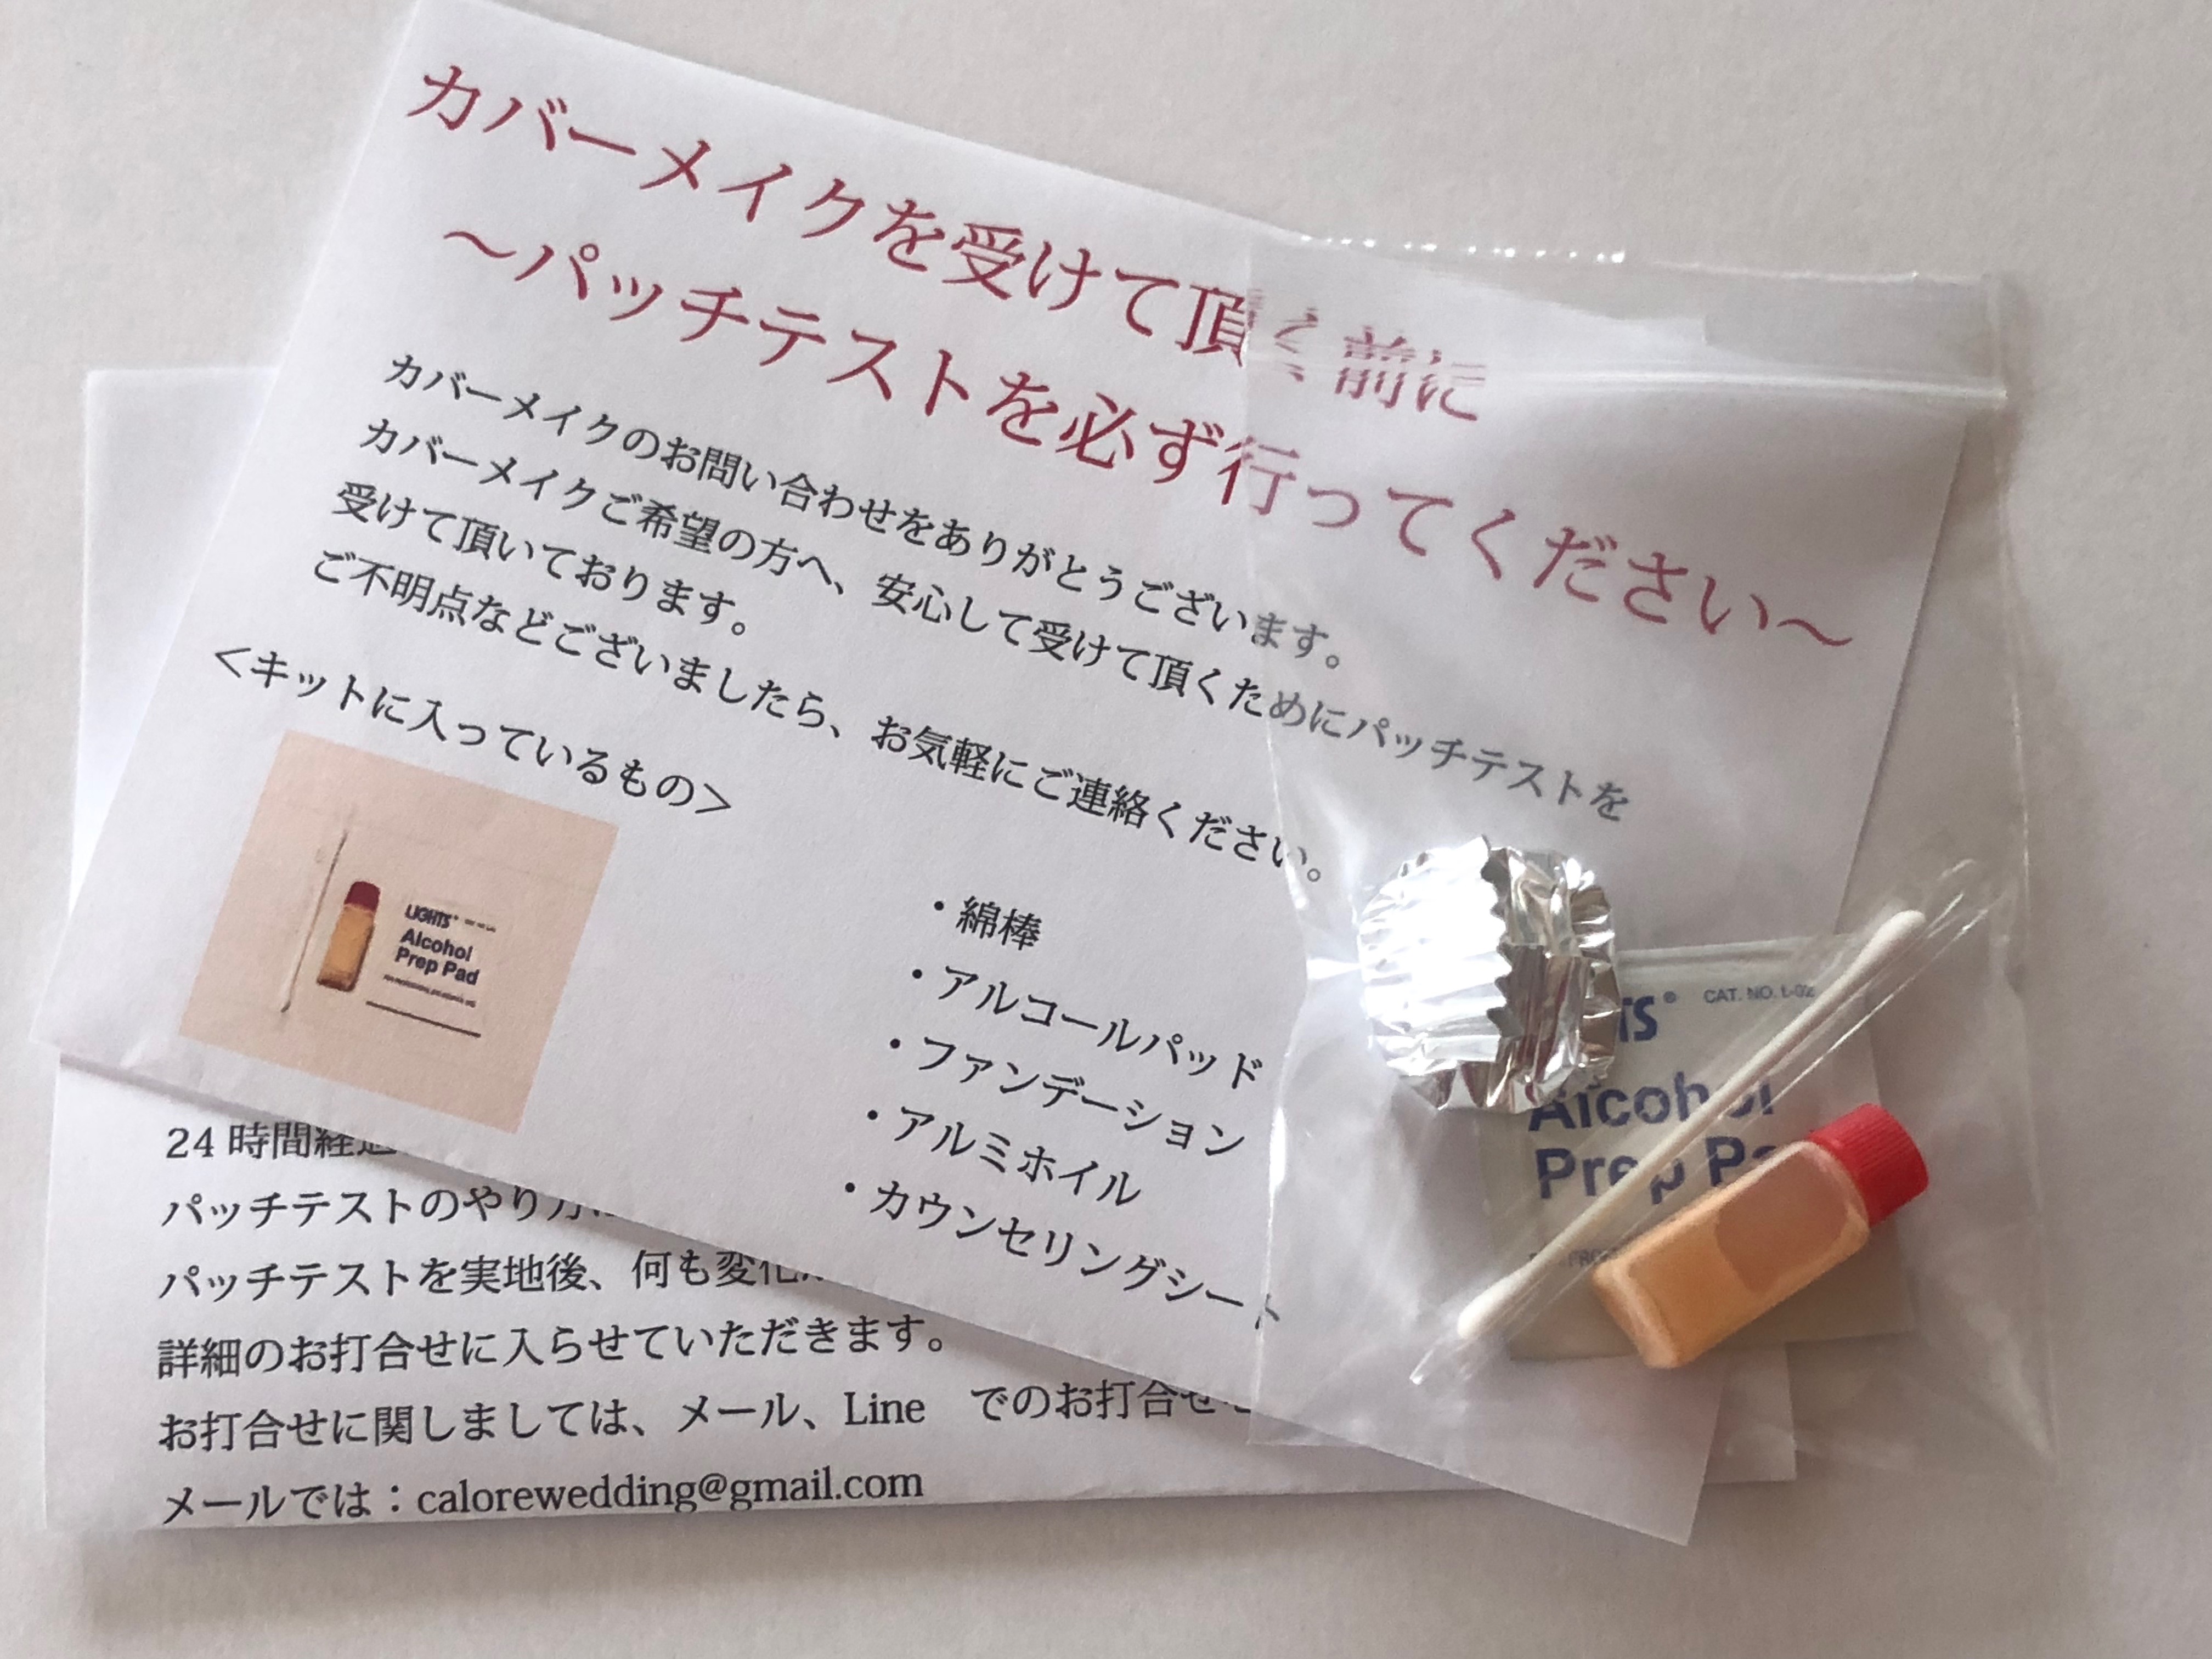 カバーメイクを受けて頂く前に
～パッチテストを必ず行ってください～
カバーメイクのお問い合わせをありがとうございます。
カバーメイクご希望の方へ、安心して受けて頂くためにパッチテストを
受けて頂いております。
ご不明点などございましたら、お気軽にご連絡ください。
＜キットに入っているもの＞
LIGHTS®
Alcohol
Prep Pad
・綿棒
・アルコールパッド
・ファンデーション
・アルミホイル
・カウンセリングシート
CAT. NO. L-02
Alcohol
Prep Pa
24 時間経過
パッチテストのやり方
パッチテストを実地後、何も変化
詳細のお打合せに入らせていただきます。
お打合せに関しましては、メール、Line　でのお打合せ
メールでは：calorewedding@gmail.com